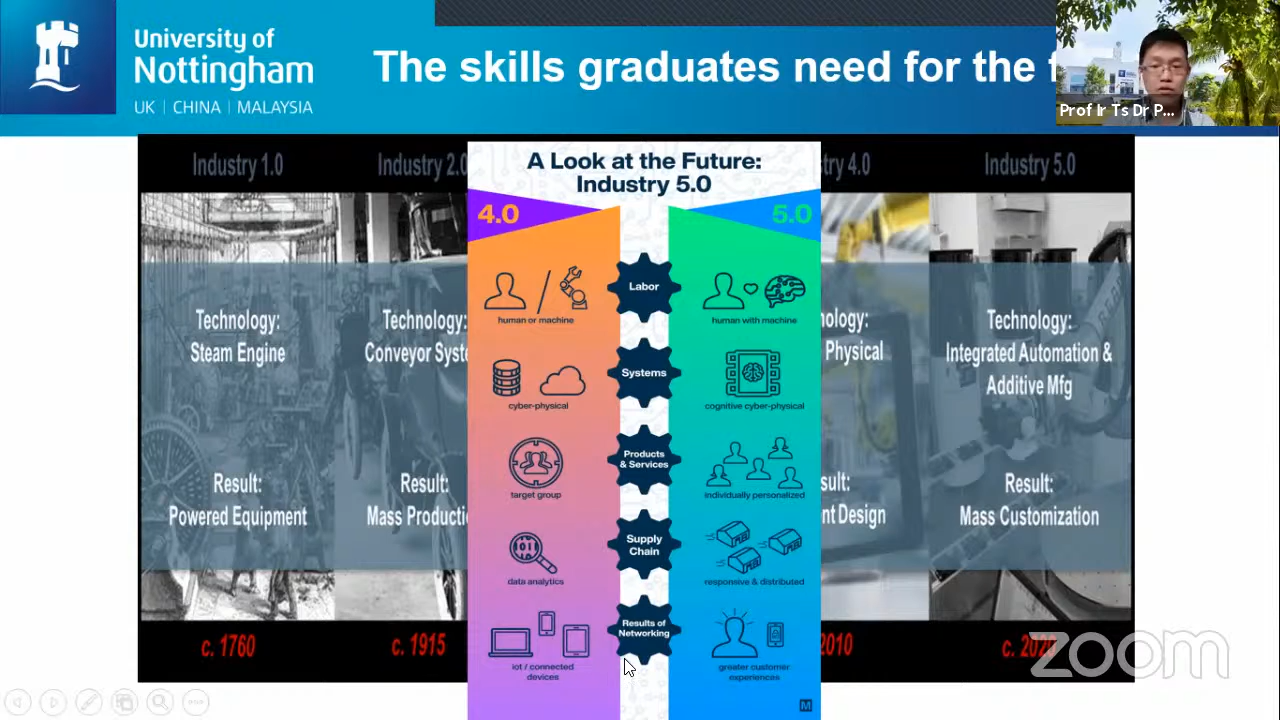 University of
Nottingham
UK | CHINA | MALAYSIA
The skills graduates need for the f
Prof Ir Ts Dr P...
Industry 1.0
Technology:
Steam Engine
Result:
Powered Equipment
c. 1760
Industry 2.0
Technology:
Conveyor Syste
Result:
Mass Productio
c. 1915
A Look at the Future:
Industry 5.0
4.0
5.0
Labor
human or machine
human with machine
Systems
cyber-physical
cognitive cyber-physical
Products
& Services
target group
individually personalized
Supply
Chain
data analytics
responsive & distributed
Results of
Networking
iot / connected
devices
greater customer
experiences
M
y 4.0
ology:
Physical
sult:
nt Design
2010
Industry 5.0
Technology:
Integrated Automation &
Additive Mfg
Result:
Mass Customization
c. 2020
zoom